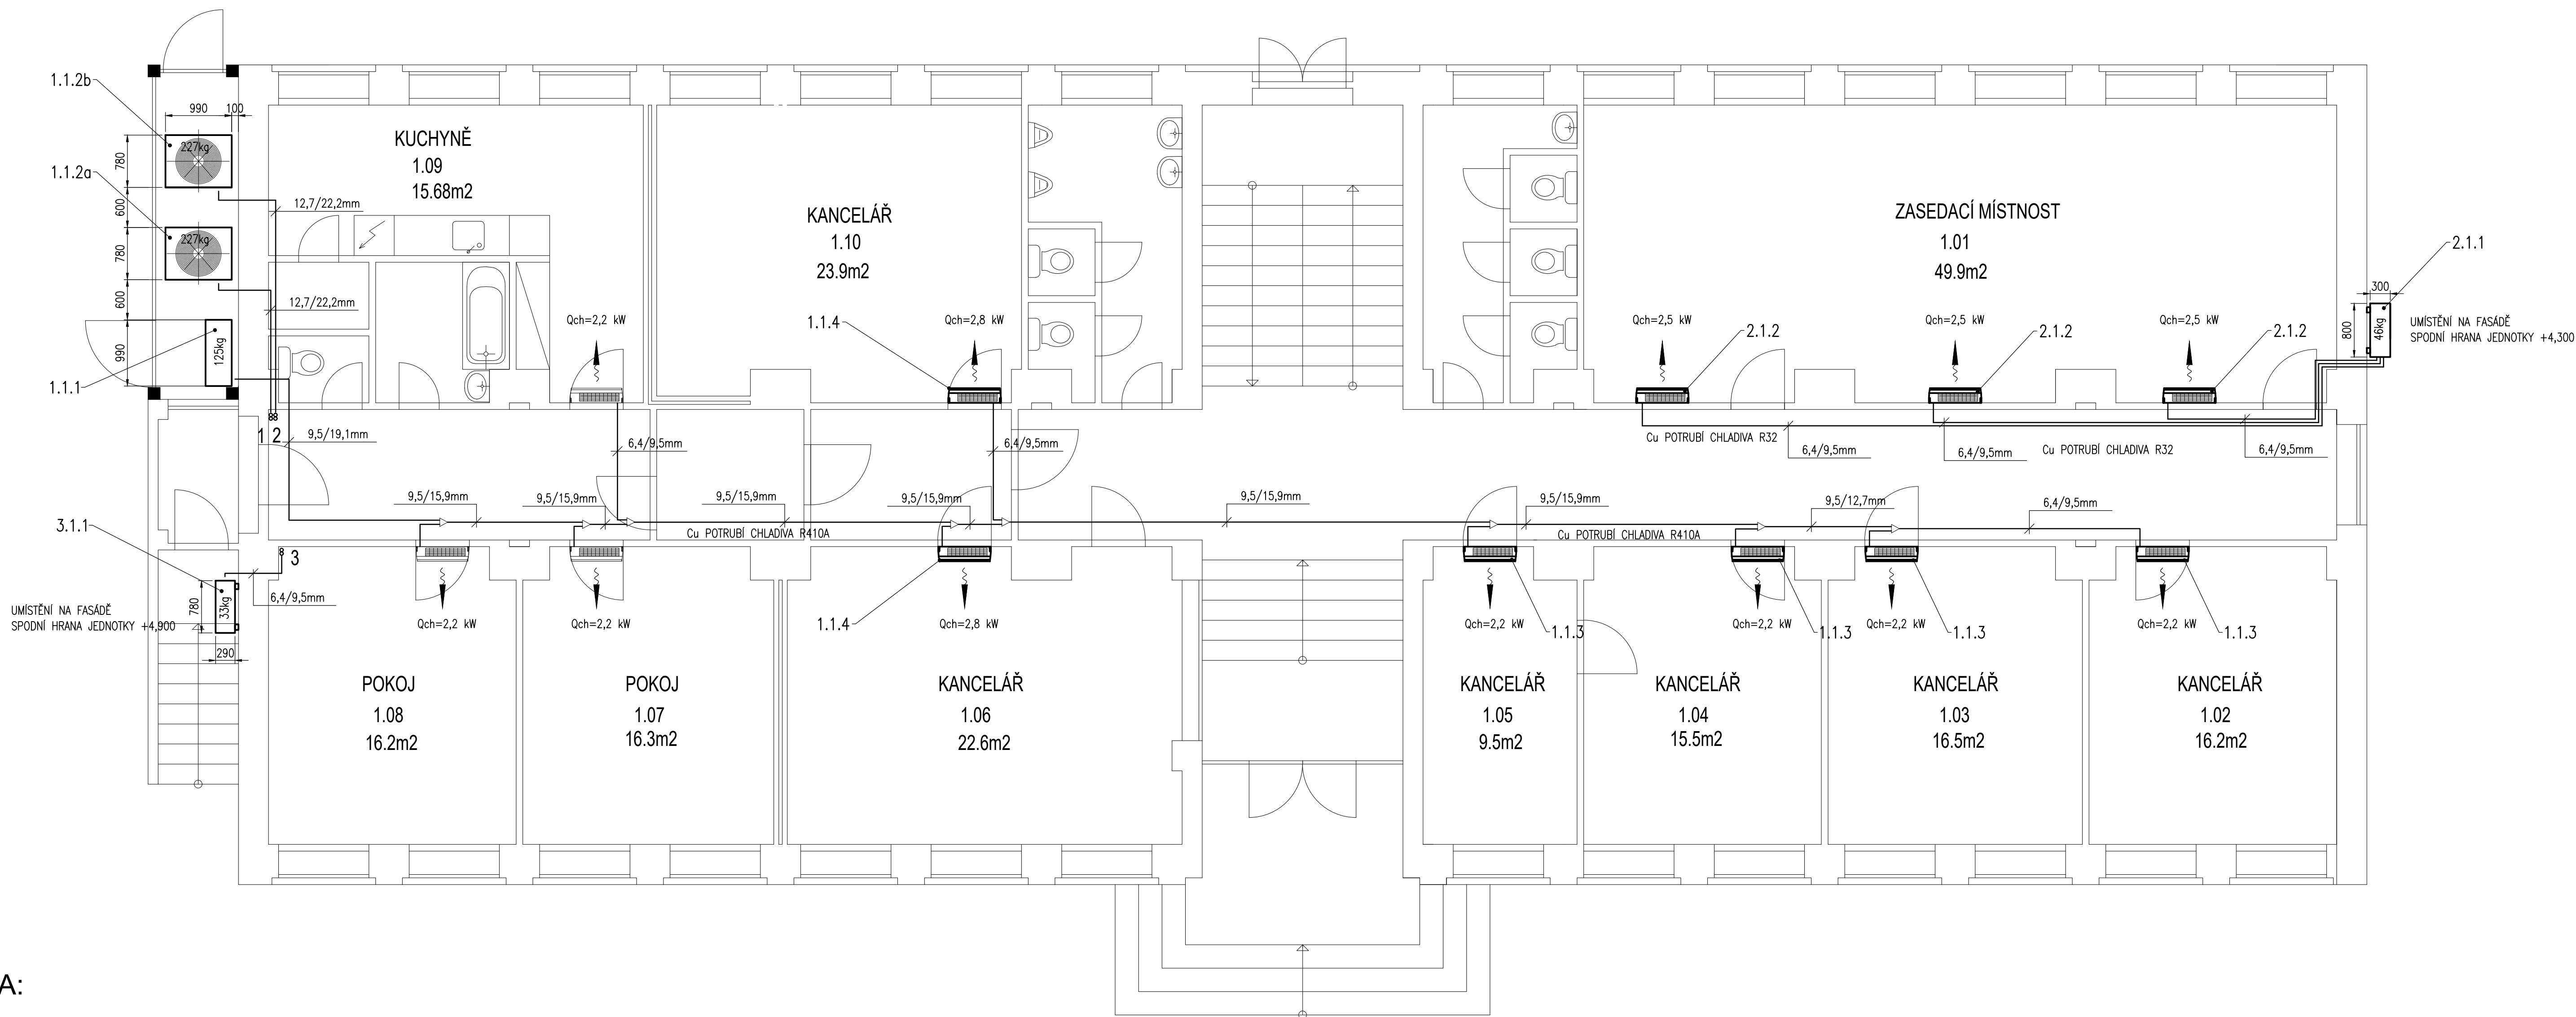 1.1.2b
990
100
227kg
780
1.1.2a
600
227kg
780
600
990
125kg
1.1.1
KUCHYNĚ
1.09
15.68m2
12,7/22,2mm
12,7/22,2mm
Qch=2,2 kW
KANCELÁŘ
1.10
23.9m2
1.1.4
Qch=2,8 kW
ZASEDACÍ MÍSTNOST
1.01
49.9m2
Qch=2,5 kW
2.1.2
Qch=2,5 kW
2.1.2
Qch=2,5 kW
2.1.2
2.1.1
300
800
46kg
UMÍSTĚNÍ NA FASÁDĚ
SPODNÍ HRANA JEDNOTKY +4,300
1 2
9,5/19,1mm
6,4/9,5mm
6,4/9,5mm
Cu POTRUBÍ CHLADIVA R32
6,4/9,5mm
6,4/9,5mm
Cu POTRUBÍ CHLADIVA R32
6,4/9,5mm
9,5/15,9mm
9,5/15,9mm
9,5/15,9mm
9,5/15,9mm
9,5/15,9mm
9,5/15,9mm
9,5/12,7mm
6,4/9,5mm
Cu POTRUBÍ CHLADIVA R410A
Cu POTRUBÍ CHLADIVA R410A
3.1.1
3
6,4/9,5mm
780
33kg
290
UMÍSTĚNÍ NA FASÁDĚ
SPODNÍ HRANA JEDNOTKY +4,900
Qch=2,2 kW
Qch=2,2 kW
1.1.4
Qch=2,8 kW
Qch=2,2 kW
1.1.3
Qch=2,2 kW
1.1.3
Qch=2,2 kW
1.1.3
Qch=2,2 kW
1.1.3
POKOJ
1.08
16.2m2
POKOJ
1.07
16.3m2
KANCELÁŘ
1.06
22.6m2
KANCELÁŘ
1.05
9.5m2
KANCELÁŘ
1.04
15.5m2
KANCELÁŘ
1.03
16.5m2
KANCELÁŘ
1.02
16.2m2
A: